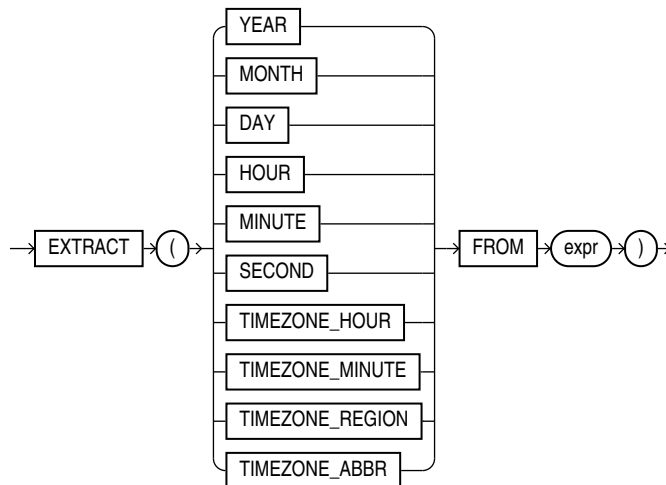 YEAR
MONTH
DAY
HOUR
MINUTE
EXTRACT ( FROM expr )
SECOND
TIMEZONE_HOUR
TIMEZONE_MINUTE
TIMEZONE_REGION
TIMEZONE_ABBR